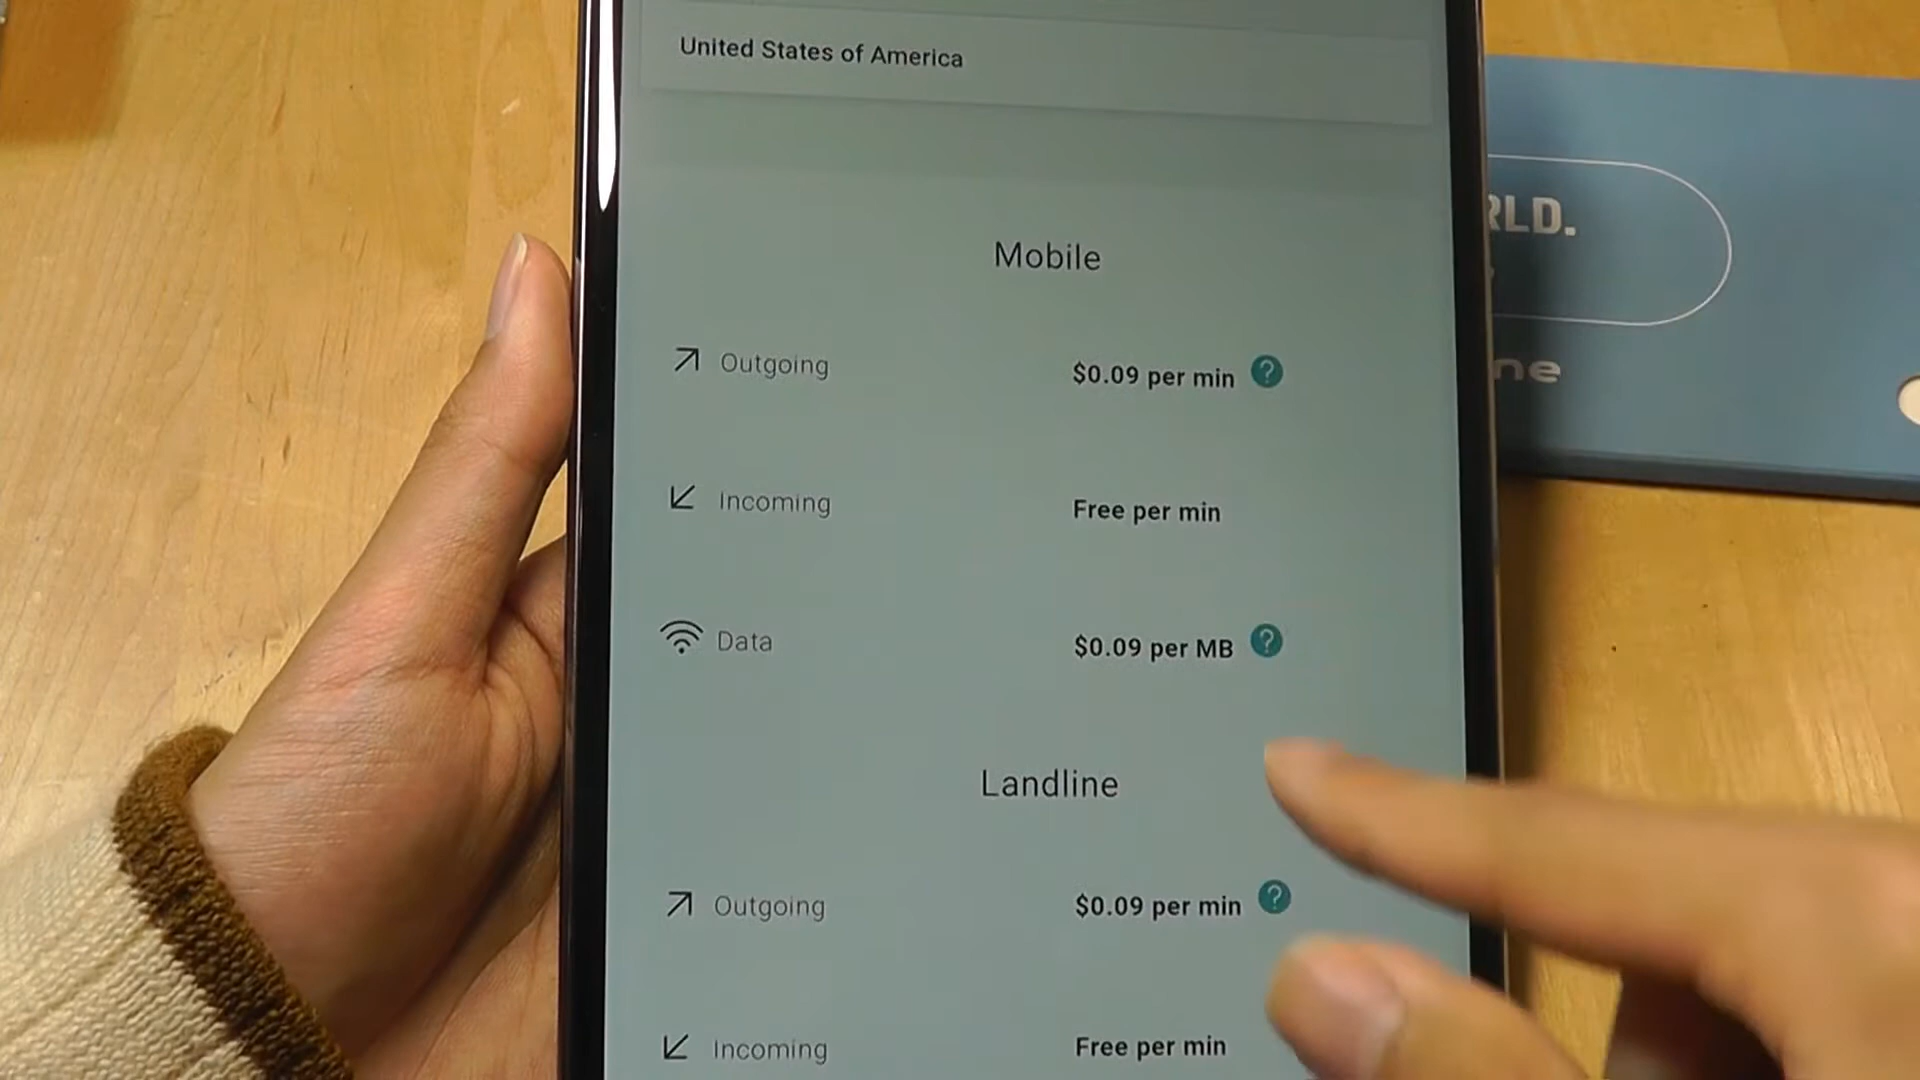 United States of America
Mobile
Outgoing $0.09 per min ?
Incoming Free per min
Data $0.09 per MB ?
Landline
Outgoing $0.09 per min ?
Incoming Free per min
RLD.
ne